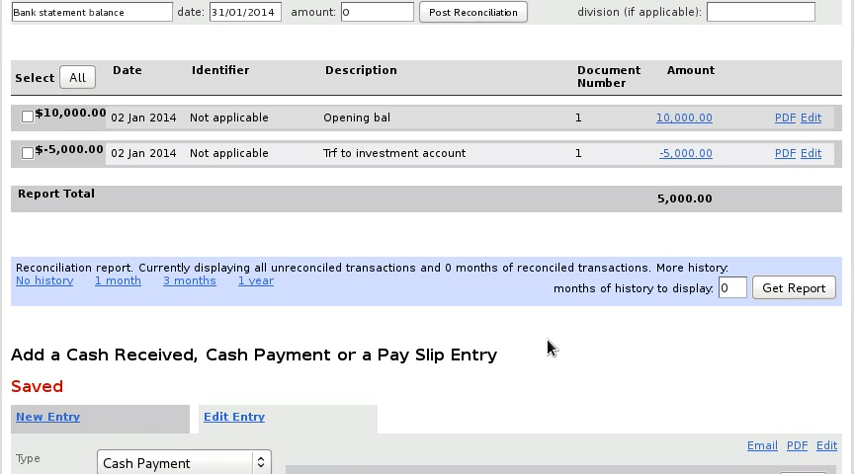 Bank statement balance date: 31/01/2014 amount: 0 Post Reconciliation division (if applicable):
Select All Date Identifier Description Document Number Amount
$10,000.00 02 Jan 2014 Not applicable Opening bal 1 10,000.00 PDF Edit
$-5,000.00 02 Jan 2014 Not applicable Trf to investment account 1 -5,000.00 PDF Edit
Report Total 5,000.00
Reconciliation report. Currently displaying all unreconciled transactions and 0 months of reconciled transactions. More history:
No history 1 month 3 months 1 year
months of history to display: 0 Get Report
Add a Cash Received, Cash Payment or a Pay Slip Entry
Saved
New Entry Edit Entry
Email PDF Edit
Type Cash Payment